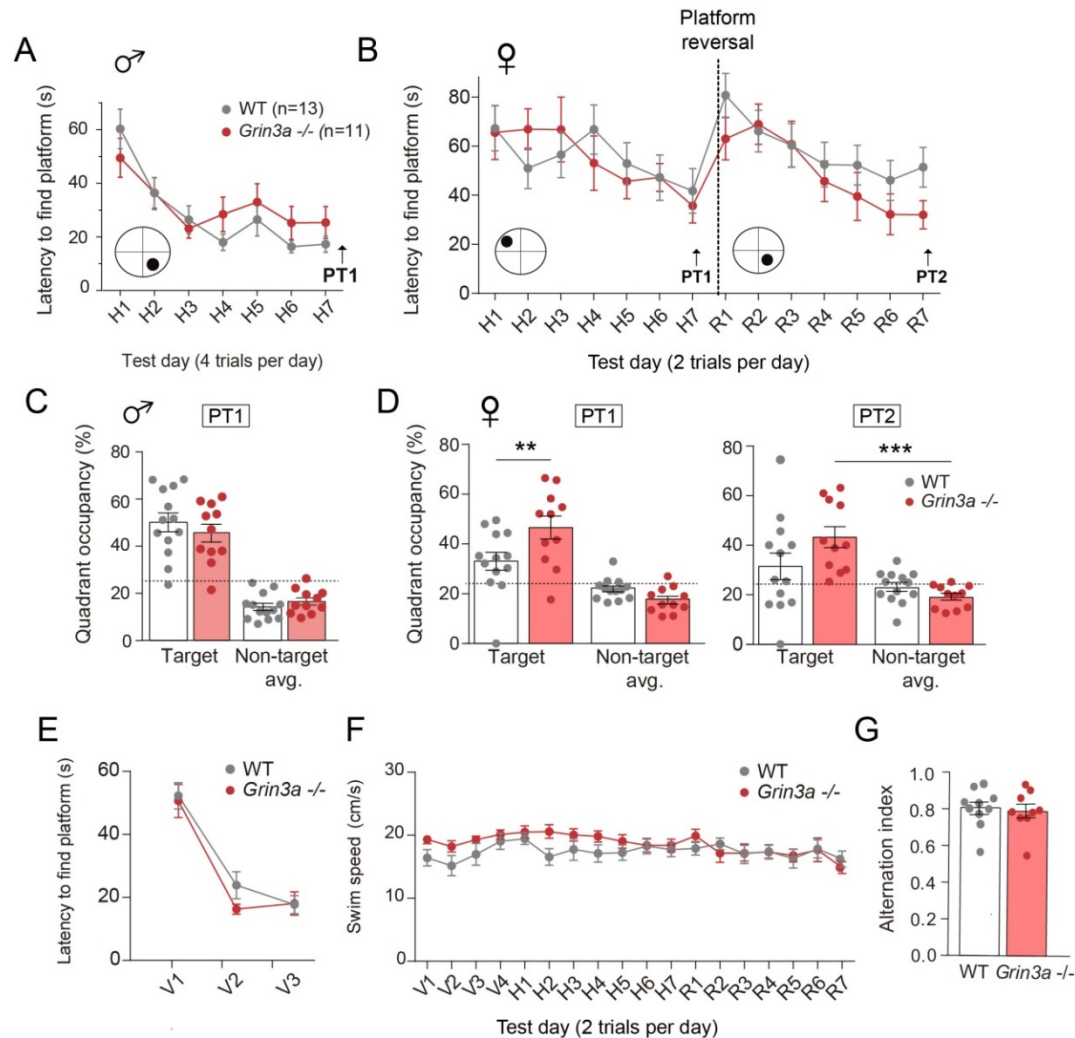 A ♂
WT (n=13)
Grin3a -/- (n=11)
Latency to find platform (s)
60
40
20
0
PT1
H1 H2 H3 H4 H5 H6 H7
Test day (4 trials per day)
B ♀
Platform
reversal
Latency to find platform (s)
80
60
40
20
0
PT1
PT2
H1 H2 H3 H4 H5 H6 H7 R1 R2 R3 R4 R5 R6 R7
Test day (2 trials per day)
C ♂ PT1
Quadrant occupancy (%)
80
60
40
20
0
Target Non-target
avg.
D ♀ PT1
Quadrant occupancy (%)
80
60
40
20
0
**
Target Non-target
avg.
PT2
80
60
40
20
0
***
WT
Grin3a -/-
Target Non-target
avg.
E
WT
Grin3a -/-
Latency to find platform (s)
60
40
20
0
V1 V2 V3
F
WT
Grin3a -/-
Swim speed (cm/s)
30
20
10
0
V1 V2 V3 V4 H1 H2 H3 H4 H5 H6 H7 R1 R2 R3 R4 R5 R6 R7
Test day (2 trials per day)
G
Alternation index
1.0
0.8
0.6
0.4
0.2
0.0
WT Grin3a -/-